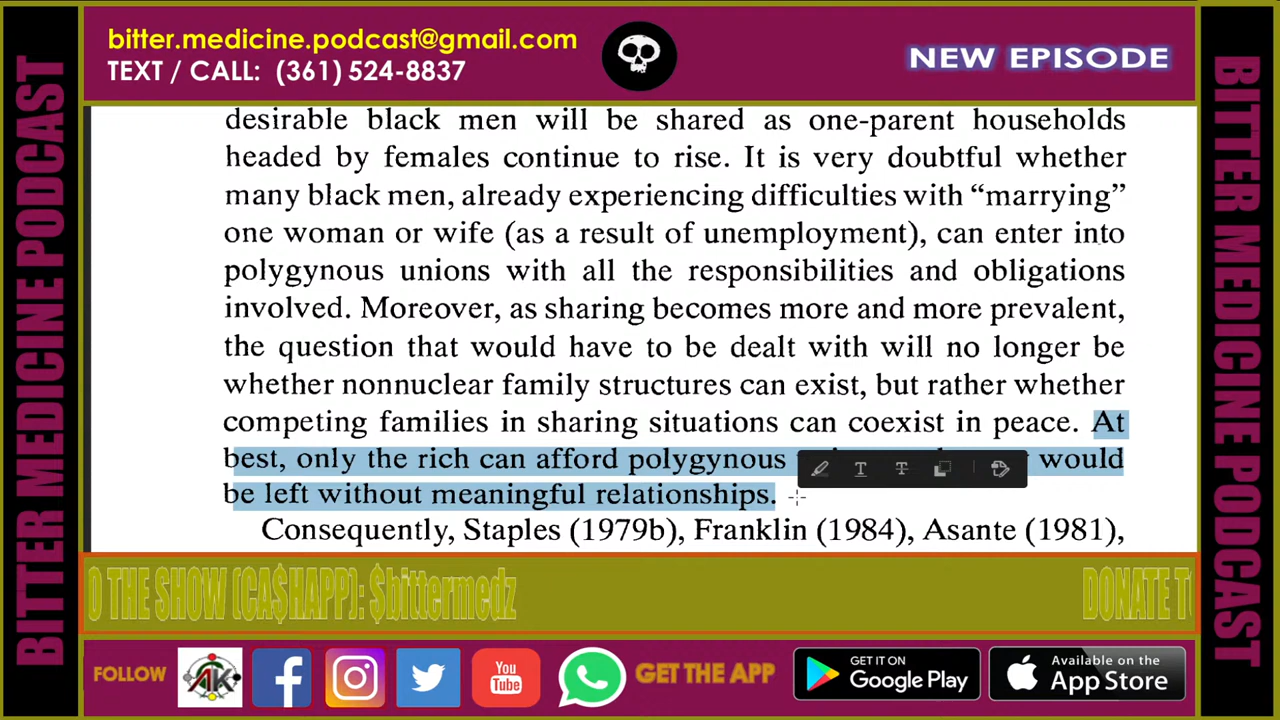 bitter.medicine.podcast@gmail.com
TEXT / CALL: (361) 524-8837
NEW EPISODE
BITTER MEDICINE PODCAST
desirable black men will be shared as one-parent households
headed by females continue to rise. It is very doubtful whether
many black men, already experiencing difficulties with “marrying”
one woman or wife (as a result of unemployment), can enter into
polygynous unions with all the responsibilities and obligations
involved. Moreover, as sharing becomes more and more prevalent,
the question that would have to be dealt with will no longer be
whether nonnuclear family structures can exist, but rather whether
competing families in sharing situations can coexist in peace. At
best, only the rich can afford polygynous would
be left without meaningful relationships.
Consequently, Staples (1979b), Franklin (1984), Asante (1981),
BITTER MEDICINE PODCAST
O THE SHOW (CA$HAPP): $bittermedz DONATE T
FOLLOW
You
Tube
GET THE APP
GET IT ON
Google Play
Available on the
App Store